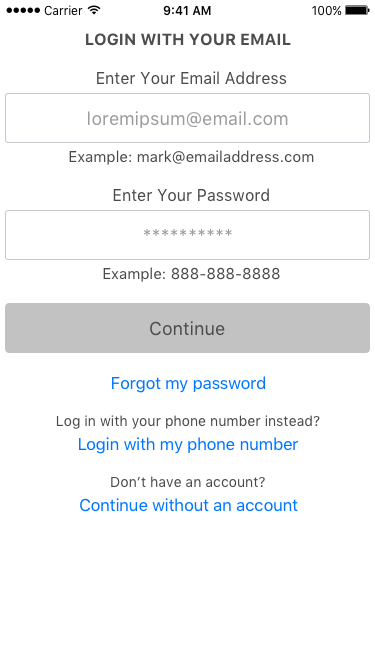 Carrier 9:41 AM 100%
LOGIN WITH YOUR EMAIL
Enter Your Email Address
loremipsum@email.com
Example: mark@emailaddress.com
Enter Your Password
**********
Example: 888-888-8888
Continue
Forgot my password
Log in with your phone number instead?
Login with my phone number
Don’t have an account?
Continue without an account